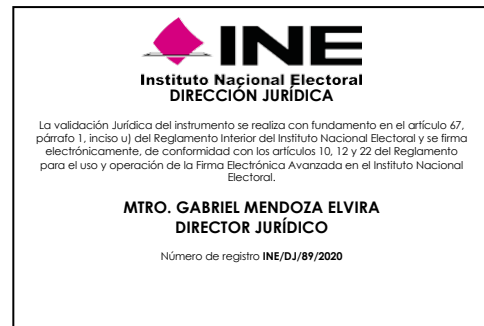 INE
Instituto Nacional Electoral
DIRECCIÓN JURÍDICA
La validación Jurídica del instrumento se realiza con fundamento en el artículo 67,
párrafo 1, inciso u) del Reglamento Interior del Instituto Nacional Electoral y se firma
electrónicamente, de conformidad con los artículos 10, 12 y 22 del Reglamento
para el uso y operación de la Firma Electrónica Avanzada en el Instituto Nacional
Electoral.
MTRO. GABRIEL MENDOZA ELVIRA
DIRECTOR JURÍDICO
Número de registro INE/DJ/89/2020